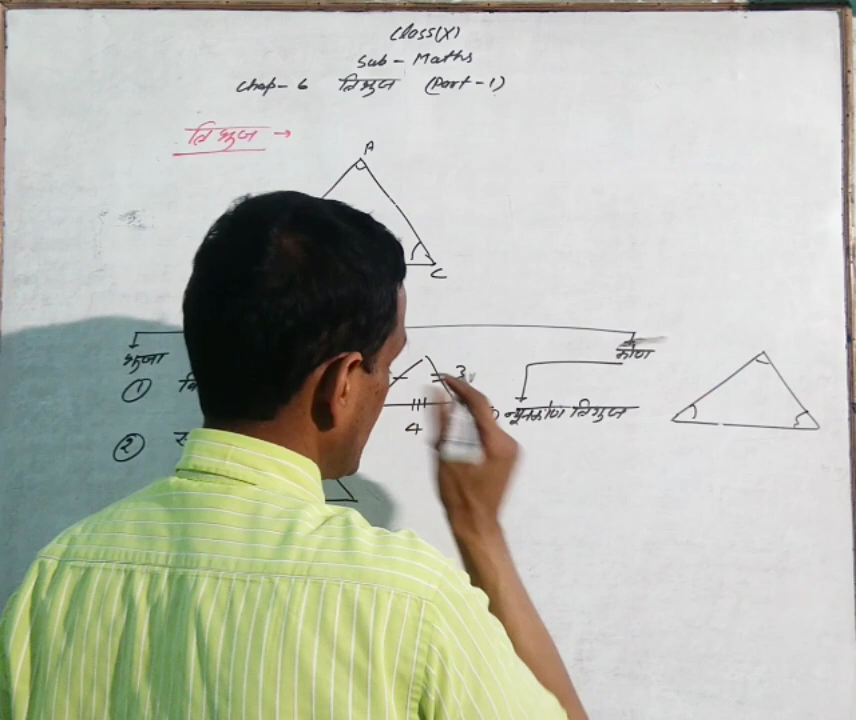 Class(X)
Sub - Maths
Chap- 6 त्रिभुज (Part -1)
त्रिभुज →
A
C
भुजा
कोण
①
3
न्यूनकोण त्रिभुज
4
②